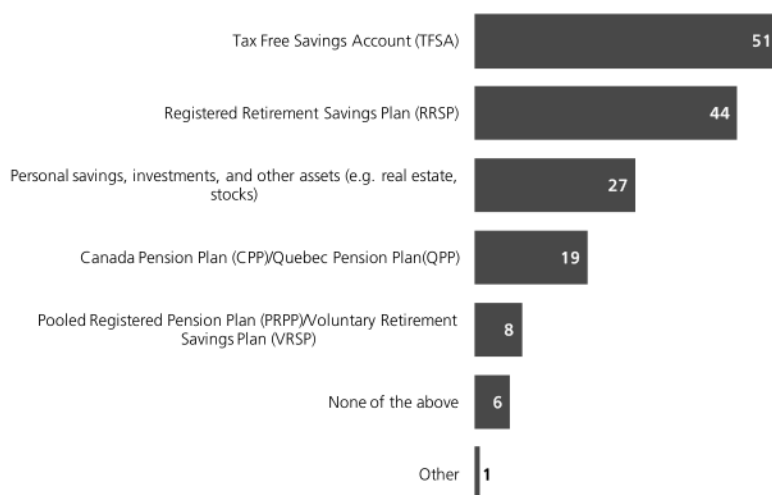 Tax Free Savings Account (TFSA) 51
Registered Retirement Savings Plan (RRSP) 44
Personal savings, investments, and other assets (e.g. real estate,
stocks) 27
Canada Pension Plan (CPP)/Quebec Pension Plan(QPP) 19
Pooled Registered Pension Plan (PRPP)/Voluntary Retirement
Savings Plan (VRSP) 8
None of the above 6
Other 1